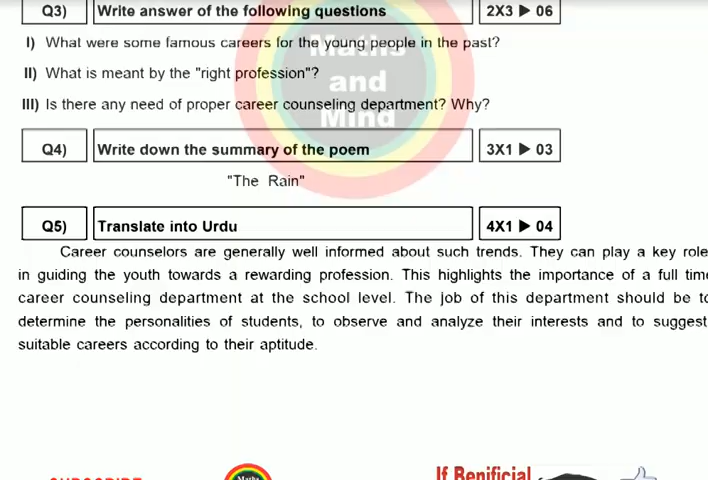 Q3) Write answer of the following questions 2X3 ▶ 06
I) What were some famous careers for the young people in the past?
II) What is meant by the "right profession"?
III) Is there any need of proper career counseling department? Why?
Maths
and
Mind
Q4) Write down the summary of the poem 3X1 ▶ 03
"The Rain"
Q5) Translate into Urdu 4X1 ▶ 04
Career counselors are generally well informed about such trends. They can play a key role
in guiding the youth towards a rewarding profession. This highlights the importance of a full time
career counseling department at the school level. The job of this department should be to
determine the personalities of students, to observe and analyze their interests and to suggest
suitable careers according to their aptitude.
SUBSCRIBE
Maths
If Benificial